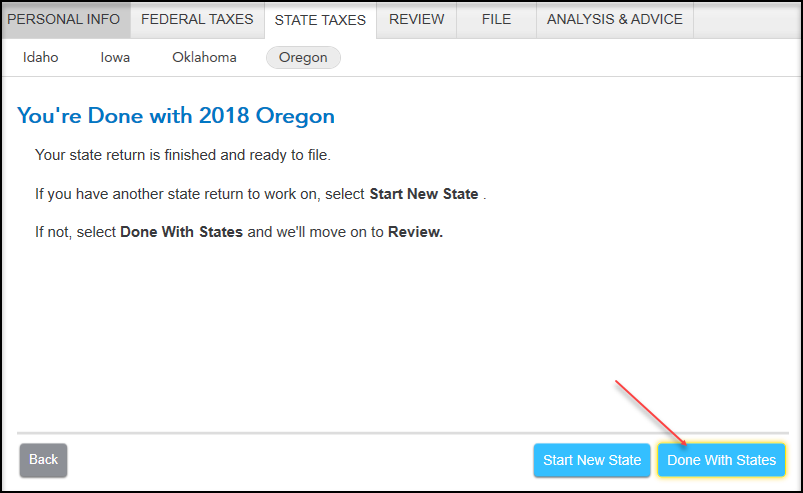 PERSONAL INFO FEDERAL TAXES STATE TAXES REVIEW FILE ANALYSIS & ADVICE
Idaho Iowa Oklahoma Oregon
You're Done with 2018 Oregon
Your state return is finished and ready to file.
If you have another state return to work on, select Start New State .
If not, select Done With States and we'll move on to Review.
Back Start New State Done With States